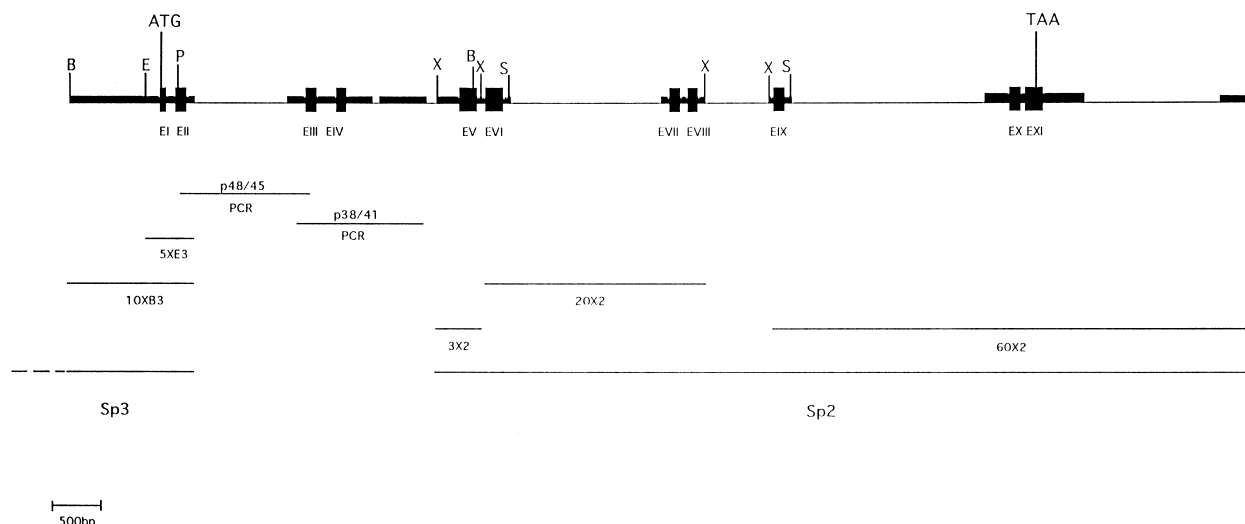 ATG TAA
B E P X B X S X X S
EI EII EIII EIV EV EVI EVII EVIII EIX EX EXI
p48/45
PCR
p38/41
PCR
5XE3
10XB3
20X2
3X2
60X2
Sp3
Sp2
500bp